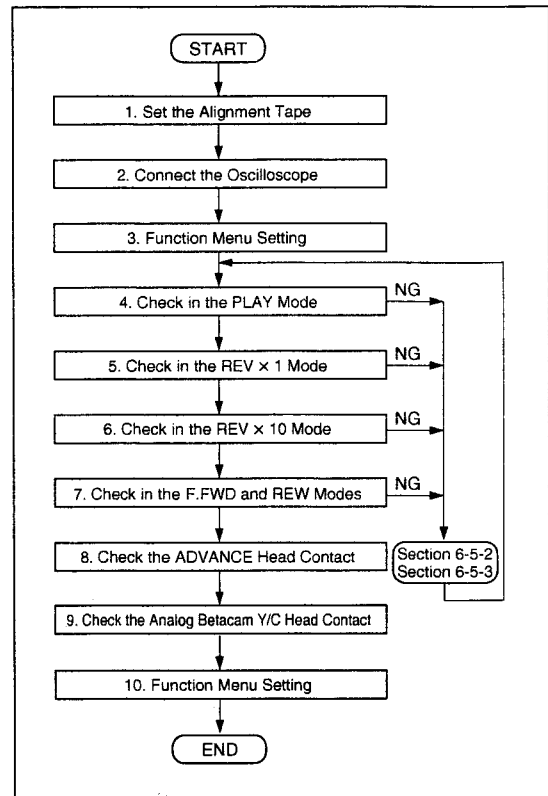 START
1. Set the Alignment Tape
2. Connect the Oscilloscope
3. Function Menu Setting
4. Check in the PLAY Mode
NG
5. Check in the REV × 1 Mode
NG
6. Check in the REV × 10 Mode
NG
7. Check in the F.FWD and REW Modes
NG
8. Check the ADVANCE Head Contact
Section 6-5-2
Section 6-5-3
9. Check the Analog Betacam Y/C Head Contact
10. Function Menu Setting
END